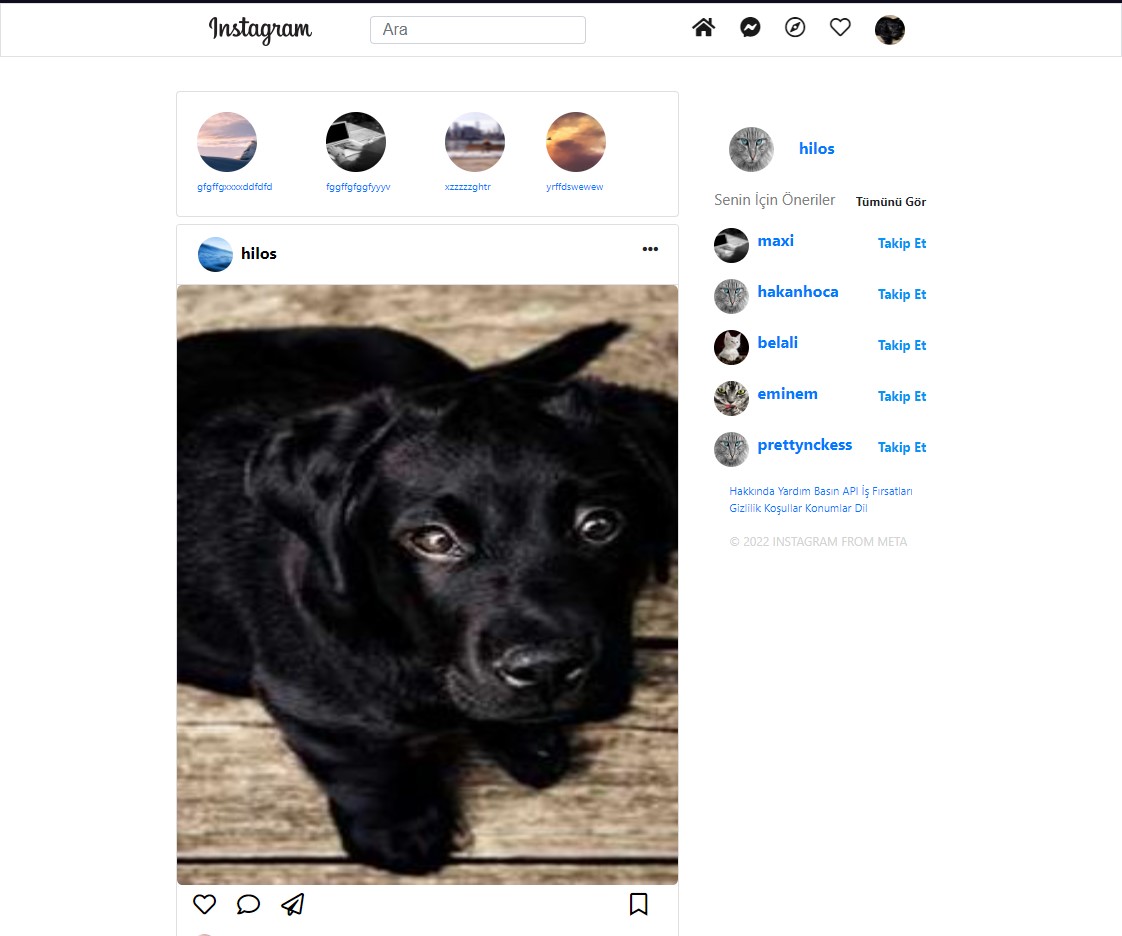 Instagram
Ara
gfgffgxxxxddfdfd
fggffgfggfyyyv
xzzzzzghtr
yrffdswewew
hilos
hilos
Senin İçin Öneriler Tümünü Gör
maxi Takip Et
hakanhoca Takip Et
belali Takip Et
eminem Takip Et
prettynckess Takip Et
Hakkında Yardım Basın API İş Fırsatları
Gizlilik Koşullar Konumlar Dil
© 2022 INSTAGRAM FROM META